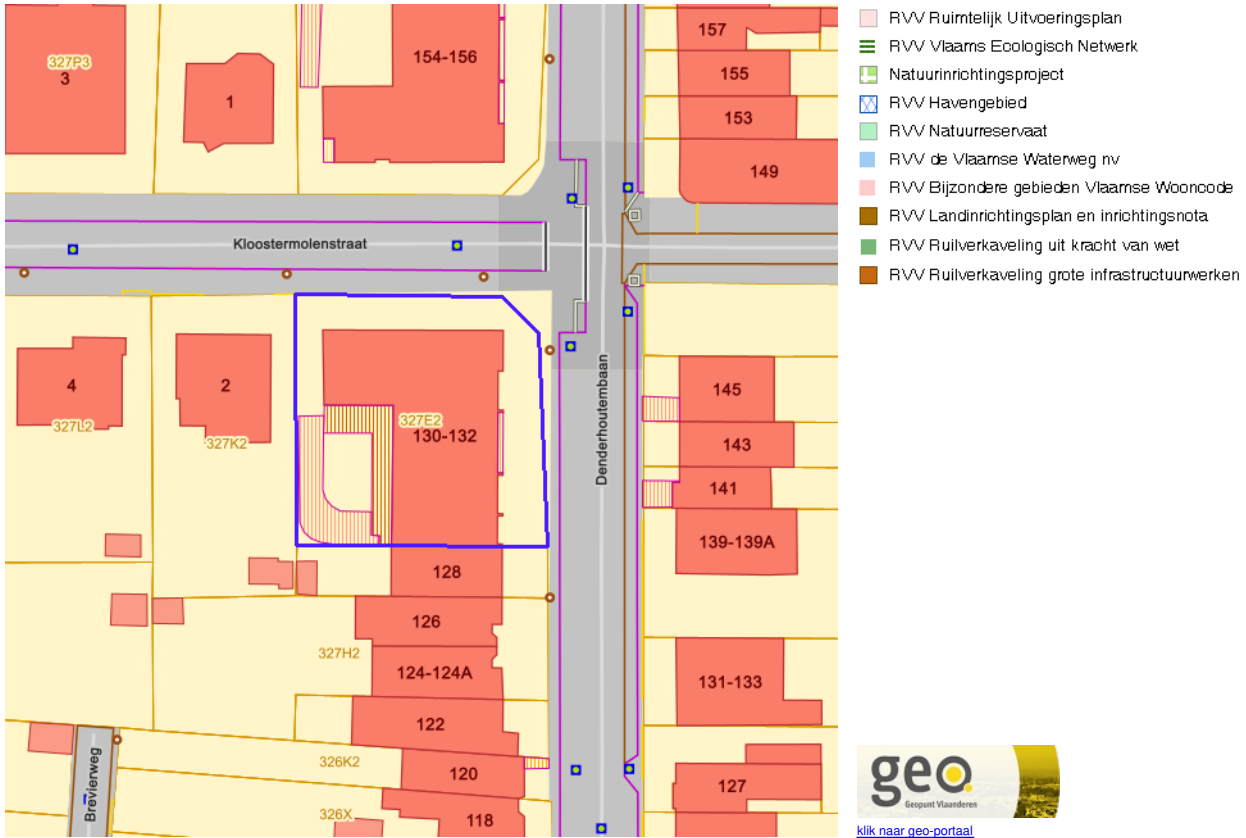 327P3
3
1
154-156
157
155
153
149
Kloostermolenstraat
4
327L2
2
327K2
327E2
130-132
Denderhoutembaan
145
143
141
139-139A
128
126
327H2
124-124A
122
131-133
326K2
120
127
326X
118
Brevierweg
RVV Ruimtelijk Uitvoeringsplan
RVV Vlaams Ecologisch Netwerk
Natuurinrichtingsproject
RVV Havengebied
RVV Natuurreservaat
RVV de Vlaamse Waterweg nv
RVV Bijzondere gebieden Vlaamse Wooncode
RVV Landinrichtingsplan en inrichtingsnota
RVV Ruilverkaveling uit kracht van wet
RVV Ruilverkaveling grote infrastructuurwerken
geo
Geopunt Vlaanderen
klik naar geo-portaal